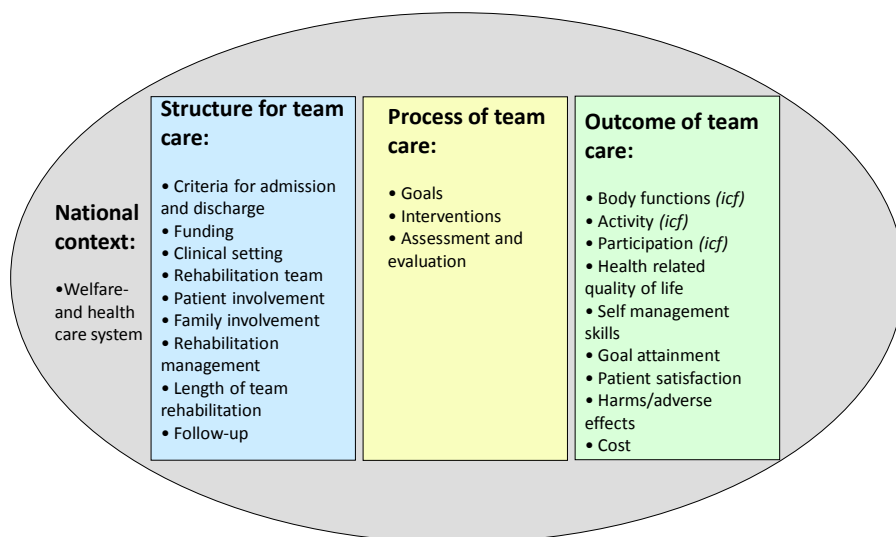 National
context:
•Welfare-
and health
care system
Structure for team
care:
• Criteria for admission
and discharge
• Funding
• Clinical setting
• Rehabilitation team
• Patient involvement
• Family involvement
• Rehabilitation
management
• Length of team
rehabilitation
• Follow-up
Process of team
care:
• Goals
• Interventions
• Assessment and
evaluation
Outcome of team
care:
• Body functions (icf)
• Activity (icf)
• Participation (icf)
• Health related
quality of life
• Self management
skills
• Goal attainment
• Patient satisfaction
• Harms/adverse
effects
• Cost